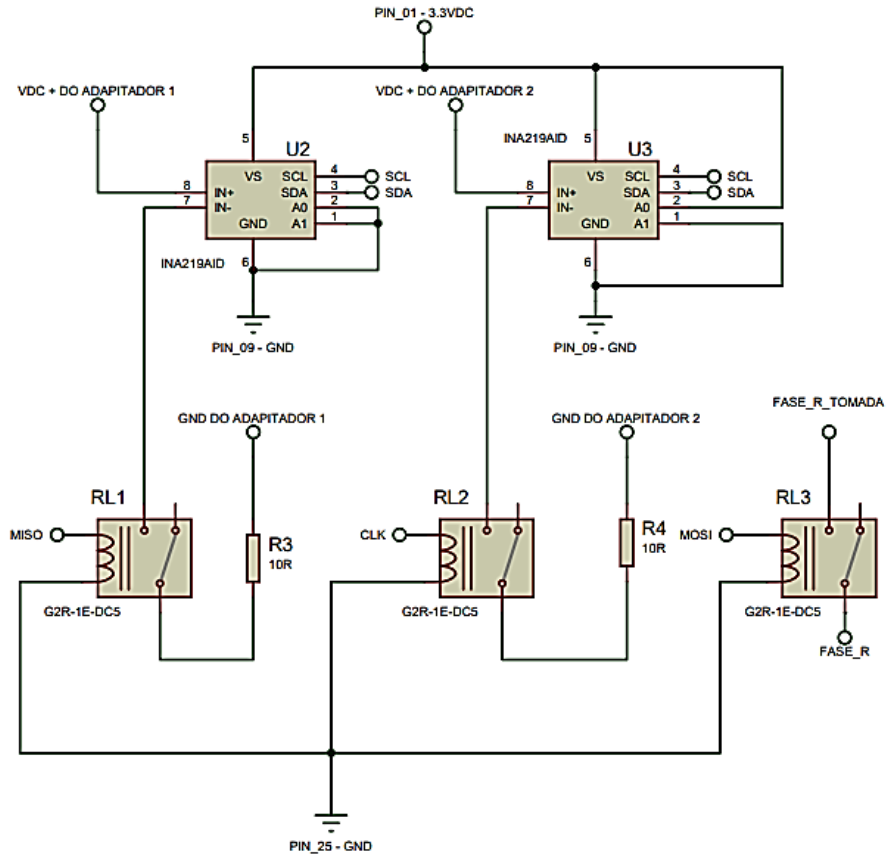 PIN_01 - 3.3VDC
VDC + DO ADAPITADOR 1
VDC + DO ADAPITADOR 2
INA219AID
5
U2
5
U3
VS
SCL
4
SCL
VS
SCL
4
SCL
8
IN+
SDA
3
SDA
8
IN+
SDA
3
SDA
7
IN-
A0
2
7
IN-
A0
2
GND
A1
1
GND
A1
1
INA219AID
6
6
PIN_09 - GND
PIN_09 - GND
GND DO ADAPITADOR 1
GND DO ADAPITADOR 2
FASE_R_TOMADA
RL1
RL2
RL3
MISO
R3
10R
CLK
R4
10R
MOSI
G2R-1E-DC5
G2R-1E-DC5
G2R-1E-DC5
FASE_R
PIN_25 - GND